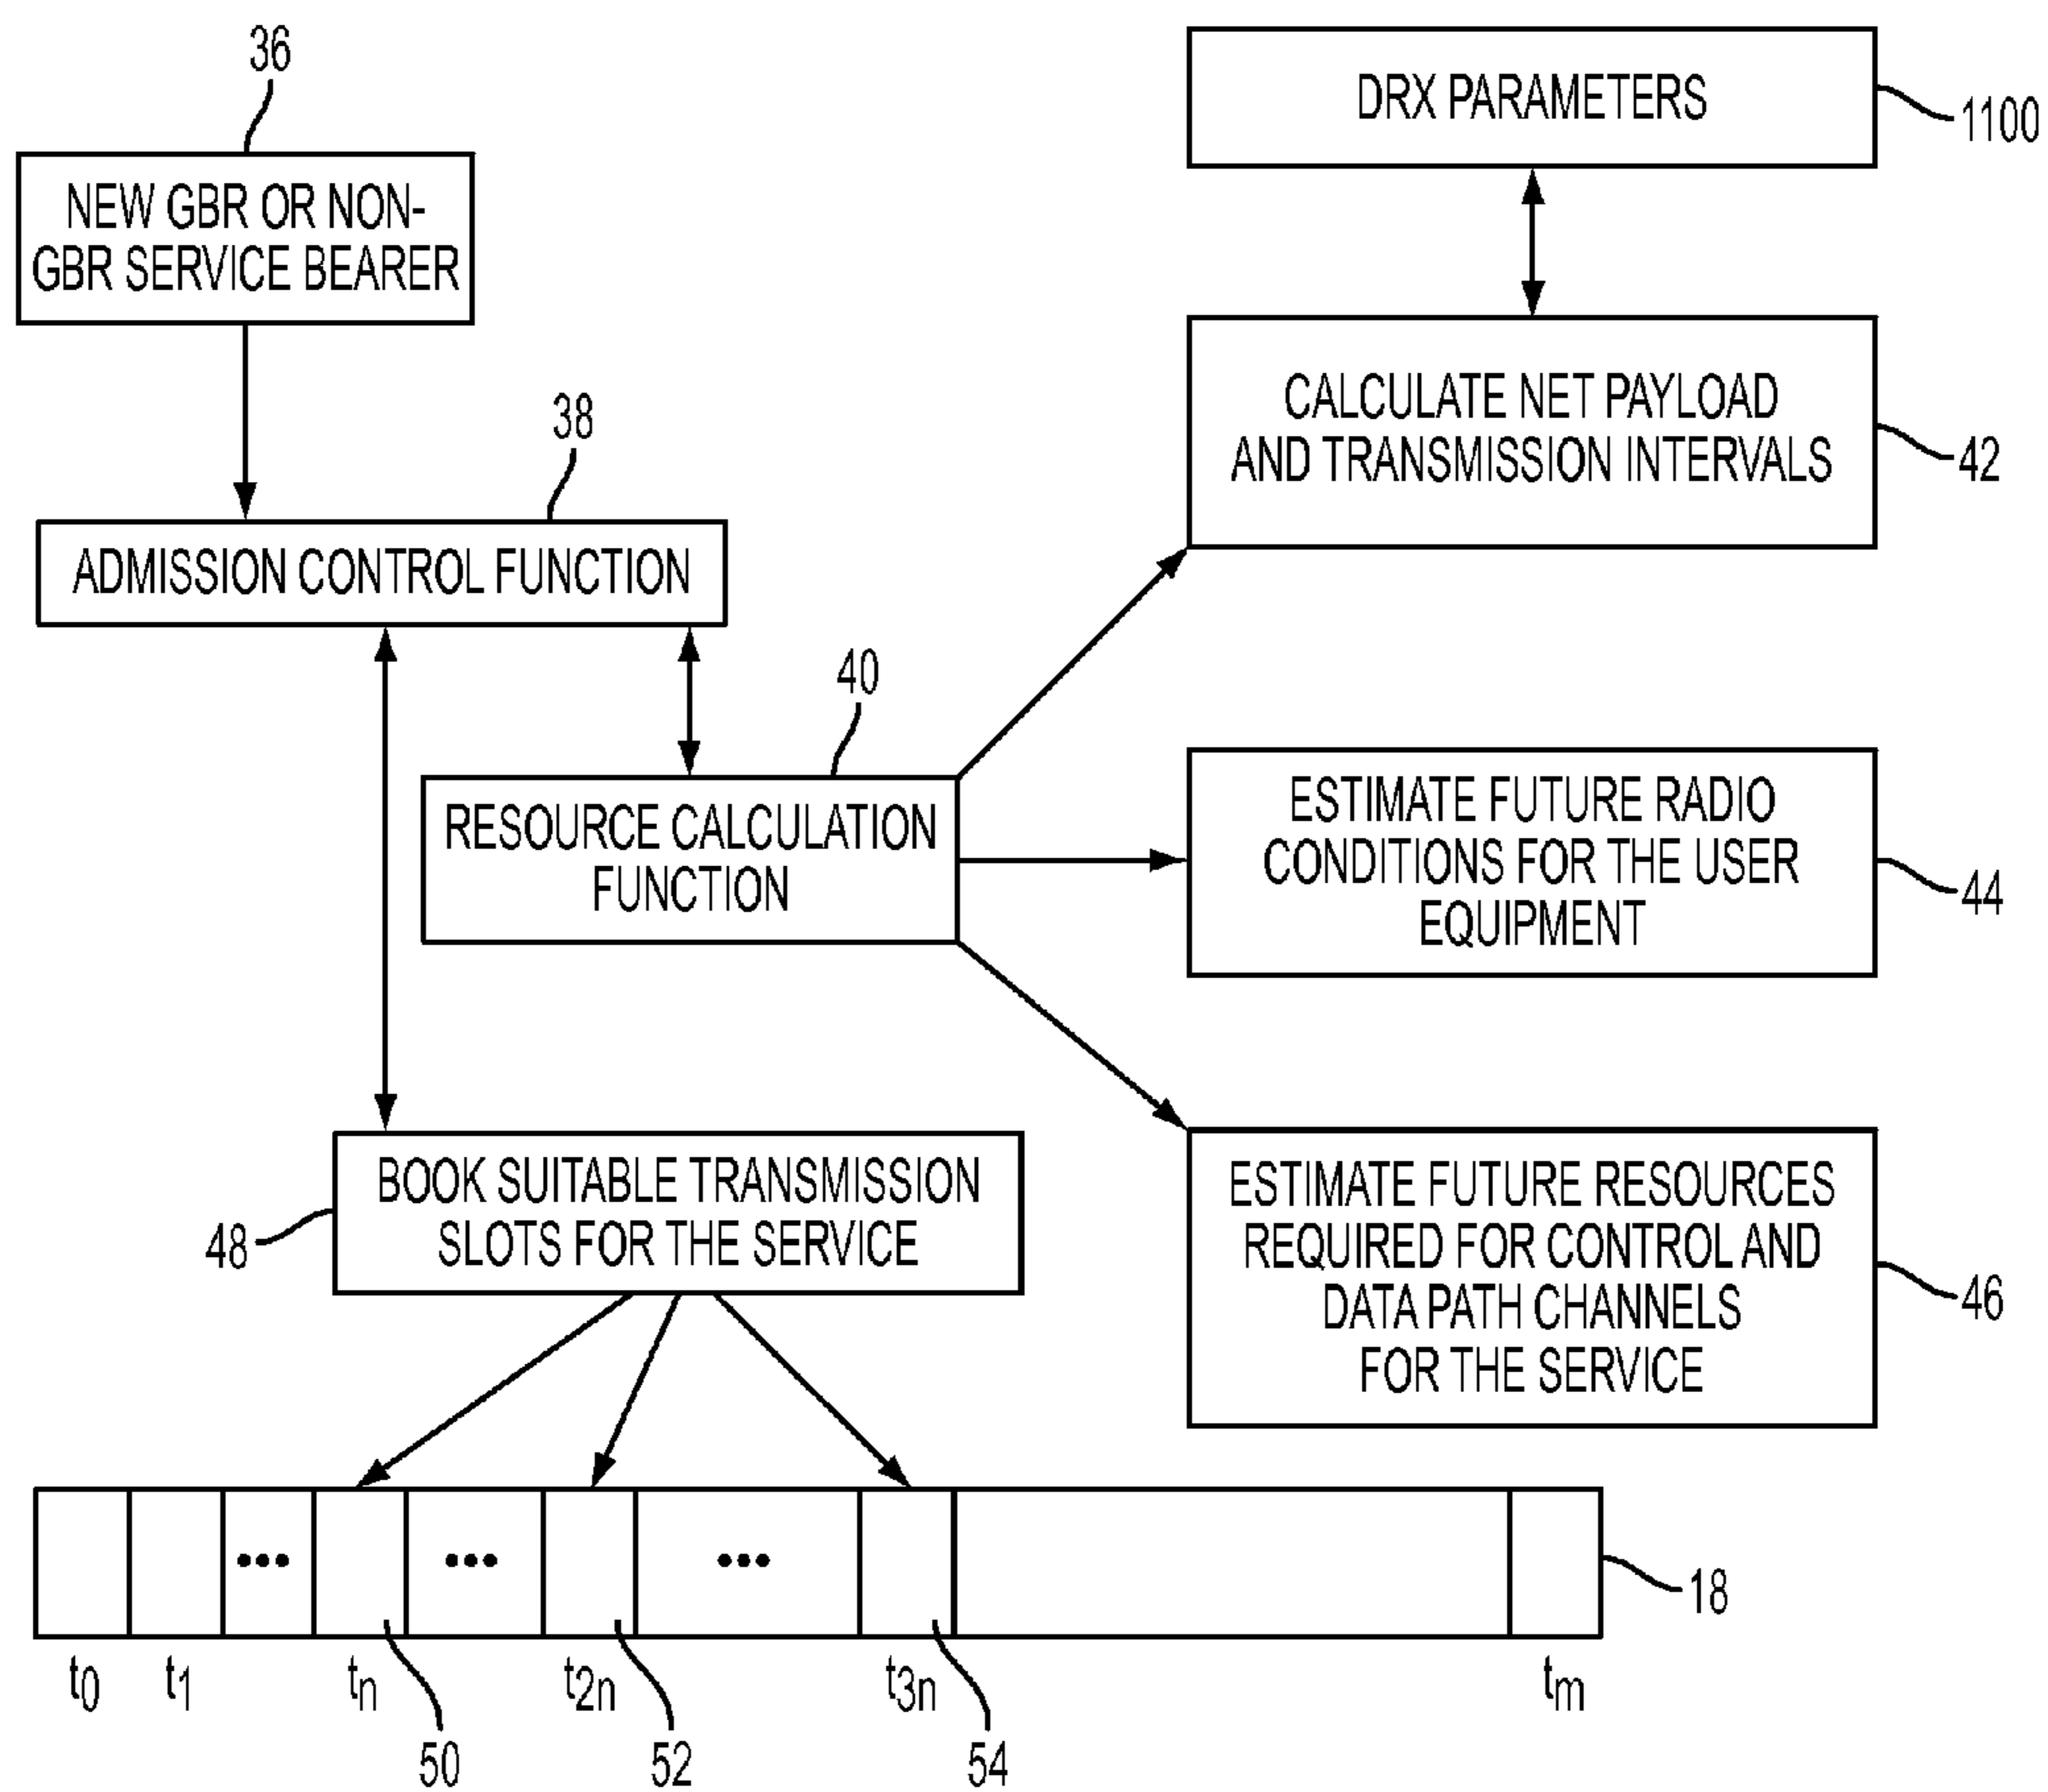 36
DRX PARAMETERS
1100
NEW GBR OR NON-
GBR SERVICE BEARER
CALCULATE NET PAYLOAD
AND TRANSMISSION INTERVALS
42
38
ADMISSION CONTROL FUNCTION
40
RESOURCE CALCULATION
FUNCTION
ESTIMATE FUTURE RADIO
CONDITIONS FOR THE USER
EQUIPMENT
44
BOOK SUITABLE TRANSMISSION
SLOTS FOR THE SERVICE
48
ESTIMATE FUTURE RESOURCES
REQUIRED FOR CONTROL AND
DATA PATH CHANNELS
FOR THE SERVICE
46
••• ••• •••
18
t0 t1 tn t2n t3n tm
50 52 54